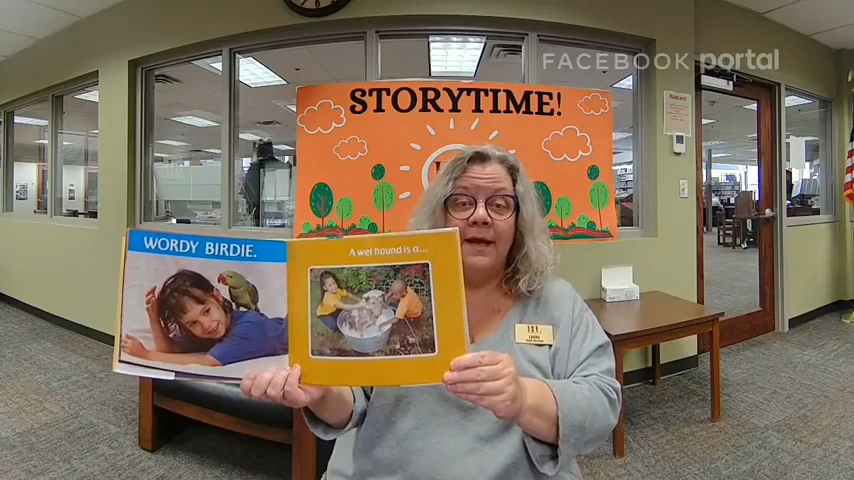 FACEBOOK portal
STORYTIME!
WORDY BIRDIE.
A wet hound is a...
LAURA